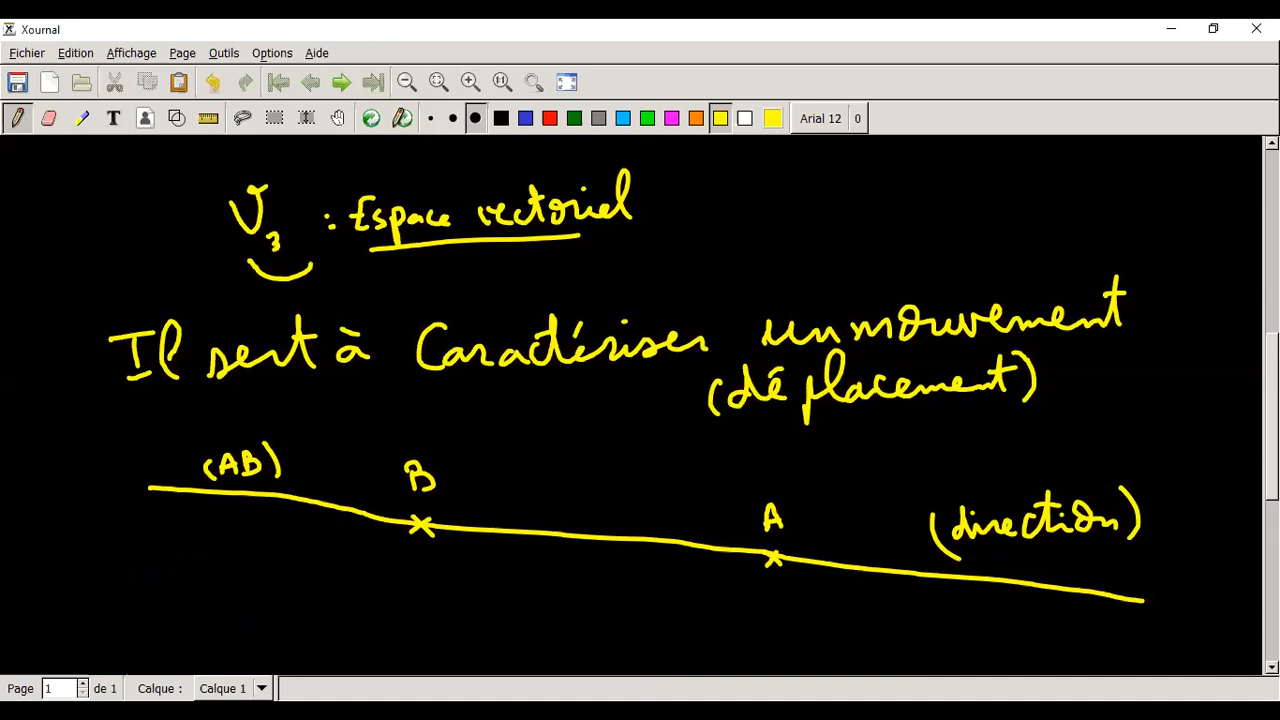 Xournal
Fichier Edition Affichage Page Outils Options Aide
Arial 12 0
V3 : Espace vectoriel
Il sert à Caractériser un mouvement
(déplacement)
(AB) B
A (direction)
Page 1 de 1 Calque : Calque 1